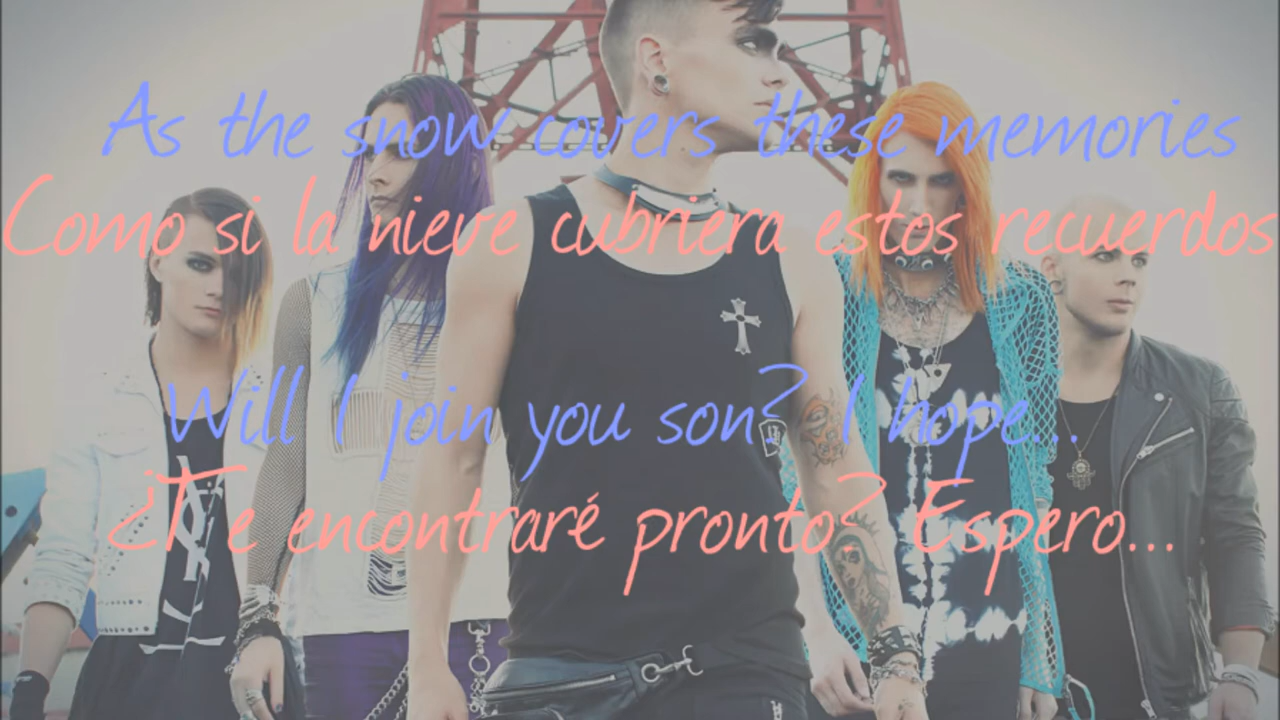 As the snow covers these memories
Como si la nieve cubriera estos recuerdos
Will I join you son? I hope...
¿Te encontraré pronto? Espero...